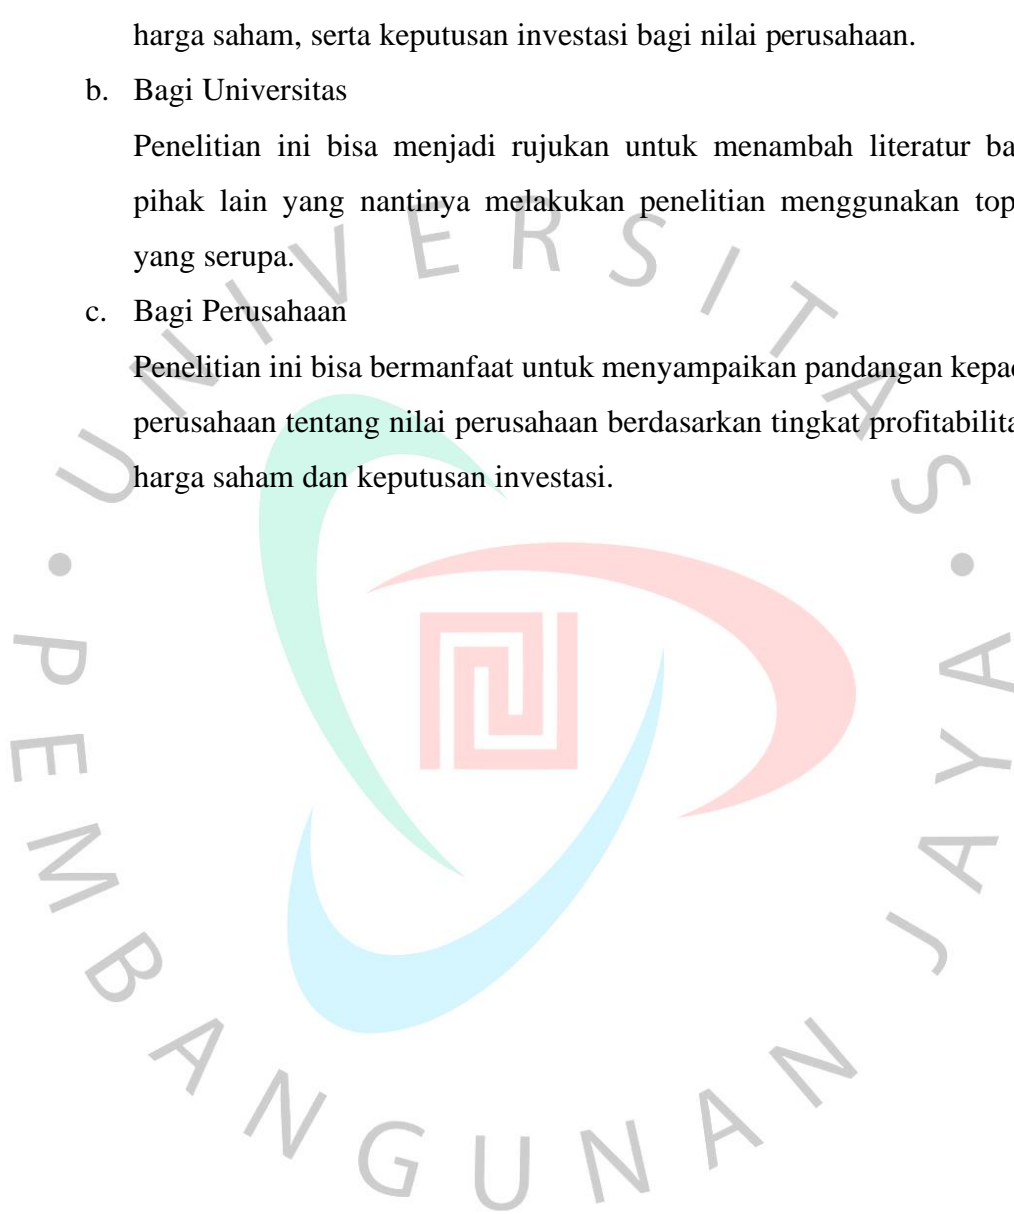 harga saham, serta keputusan investasi bagi nilai perusahaan.
b. Bagi Universitas
Penelitian ini bisa menjadi rujukan untuk menambah literatur ba
pihak lain yang nantinya melakukan penelitian menggunakan top
yang serupa.
c. Bagi Perusahaan
Penelitian ini bisa bermanfaat untuk menyampaikan pandangan kepad
perusahaan tentang nilai perusahaan berdasarkan tingkat profitabilita
harga saham dan keputusan investasi.
UNIVERSITAS
• PEMBANGUNAN JAYA •